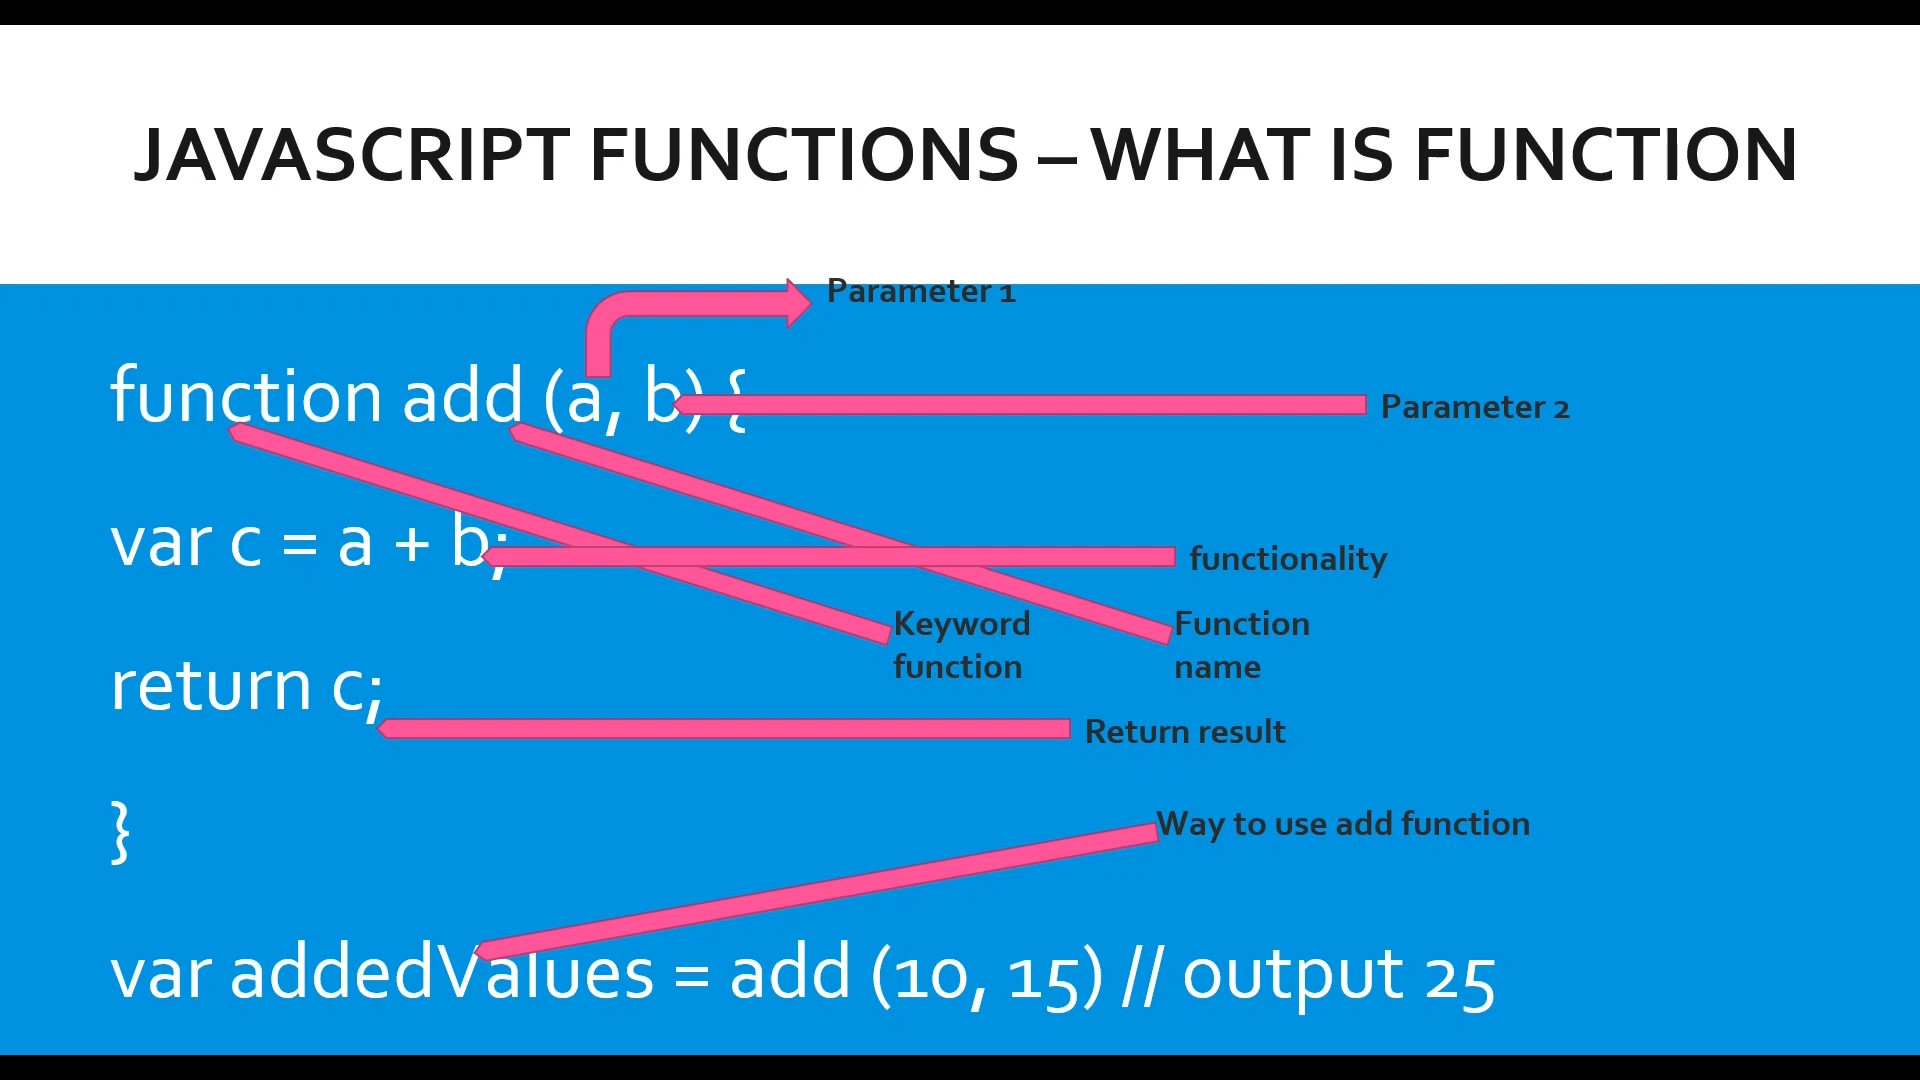 JAVASCRIPT FUNCTIONS – WHAT IS FUNCTION
Parameter 1
function add (a, b) {
Parameter 2
var c = a + b;
functionality
Keyword
function
Function
name
return c;
Return result
}
Way to use add function
var addedValues = add (10, 15) // output 25